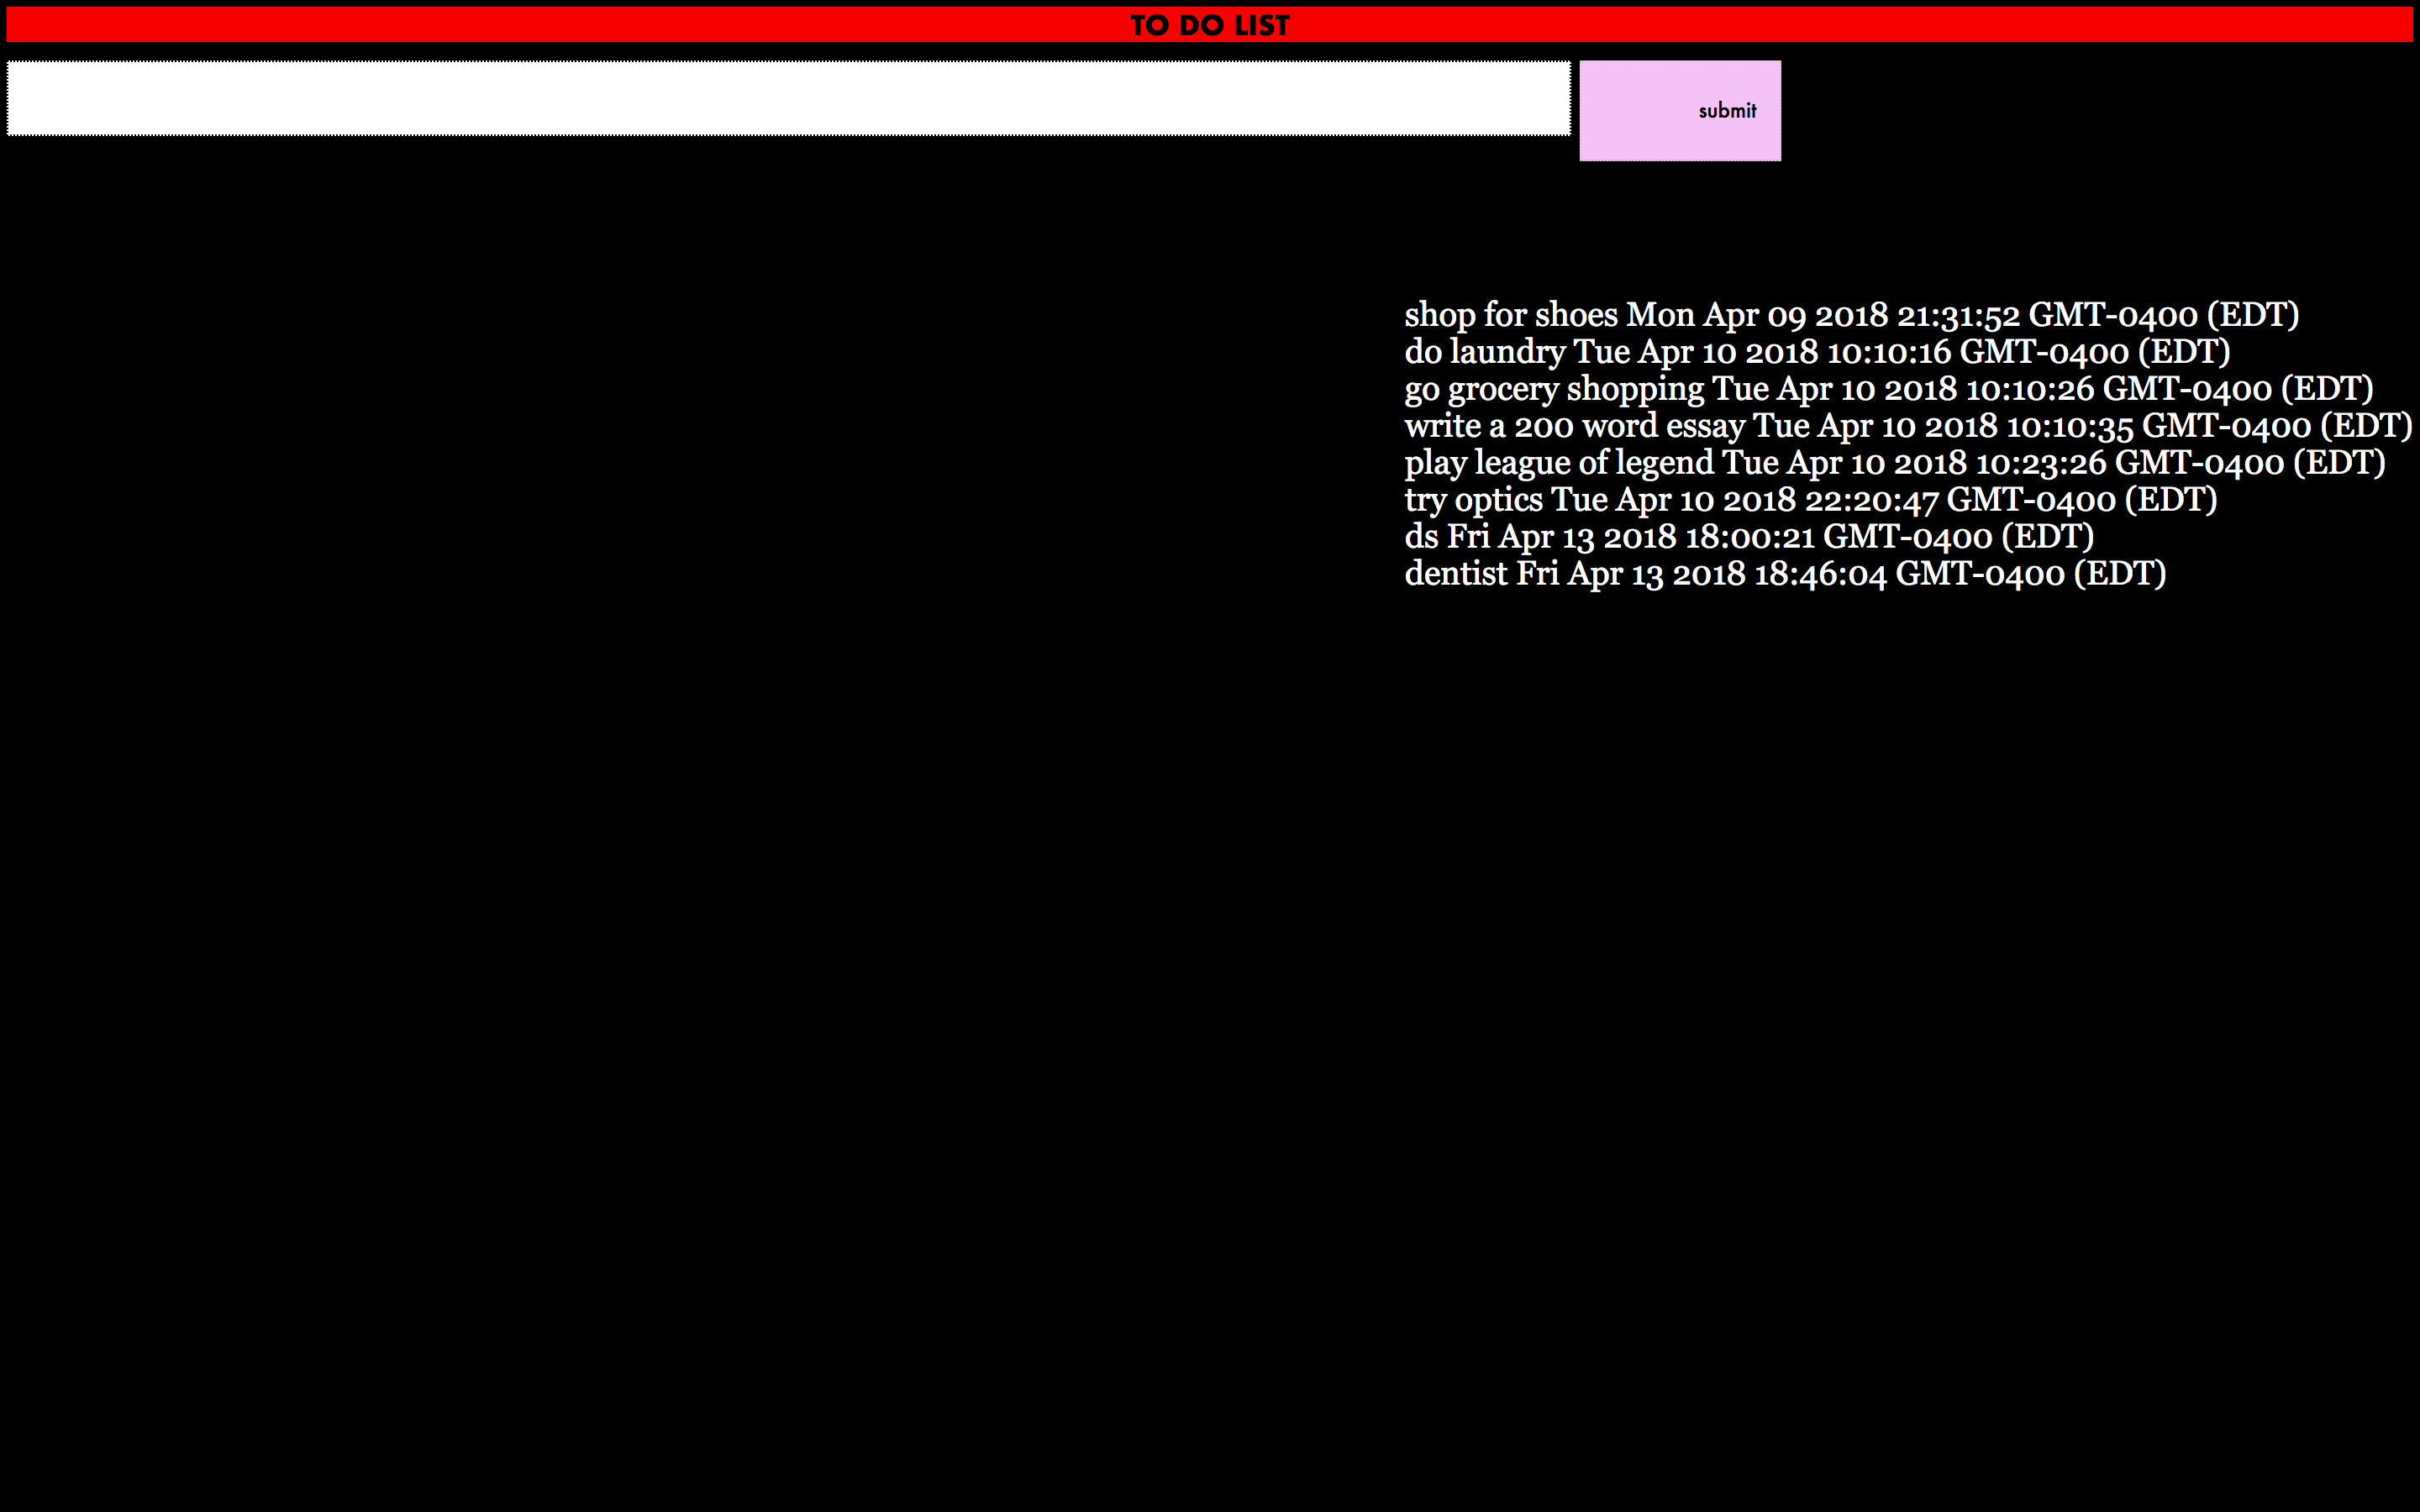 TO DO LIST
submit
shop for shoes Mon Apr 09 2018 21:31:52 GMT-0400 (EDT)
do laundry Tue Apr 10 2018 10:10:16 GMT-0400 (EDT)
go grocery shopping Tue Apr 10 2018 10:10:26 GMT-0400 (EDT)
write a 200 word essay Tue Apr 10 2018 10:10:35 GMT-0400 (EDT)
play league of legend Tue Apr 10 2018 10:23:26 GMT-0400 (EDT)
try optics Tue Apr 10 2018 22:20:47 GMT-0400 (EDT)
ds Fri Apr 13 2018 18:00:21 GMT-0400 (EDT)
dentist Fri Apr 13 2018 18:46:04 GMT-0400 (EDT)